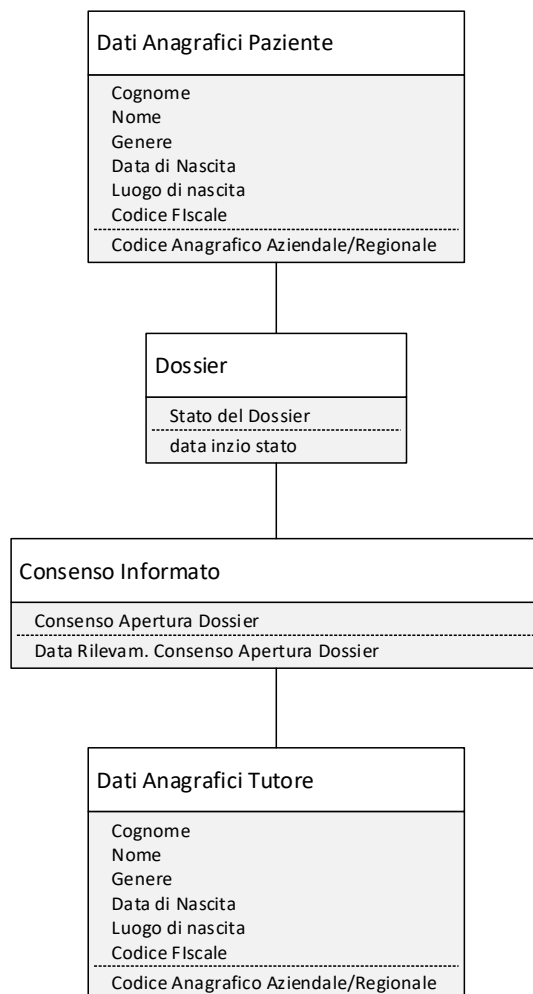 Dati Anagrafici Paziente
Cognome
Nome
Genere
Data di Nascita
Luogo di nascita
Codice FIscale
Codice Anagrafico Aziendale/Regionale
Dossier
Stato del Dossier
data inzio stato
Consenso Informato
Consenso Apertura Dossier
Data Rilevam. Consenso Apertura Dossier
Dati Anagrafici Tutore
Cognome
Nome
Genere
Data di Nascita
Luogo di nascita
Codice FIscale
Codice Anagrafico Aziendale/Regionale